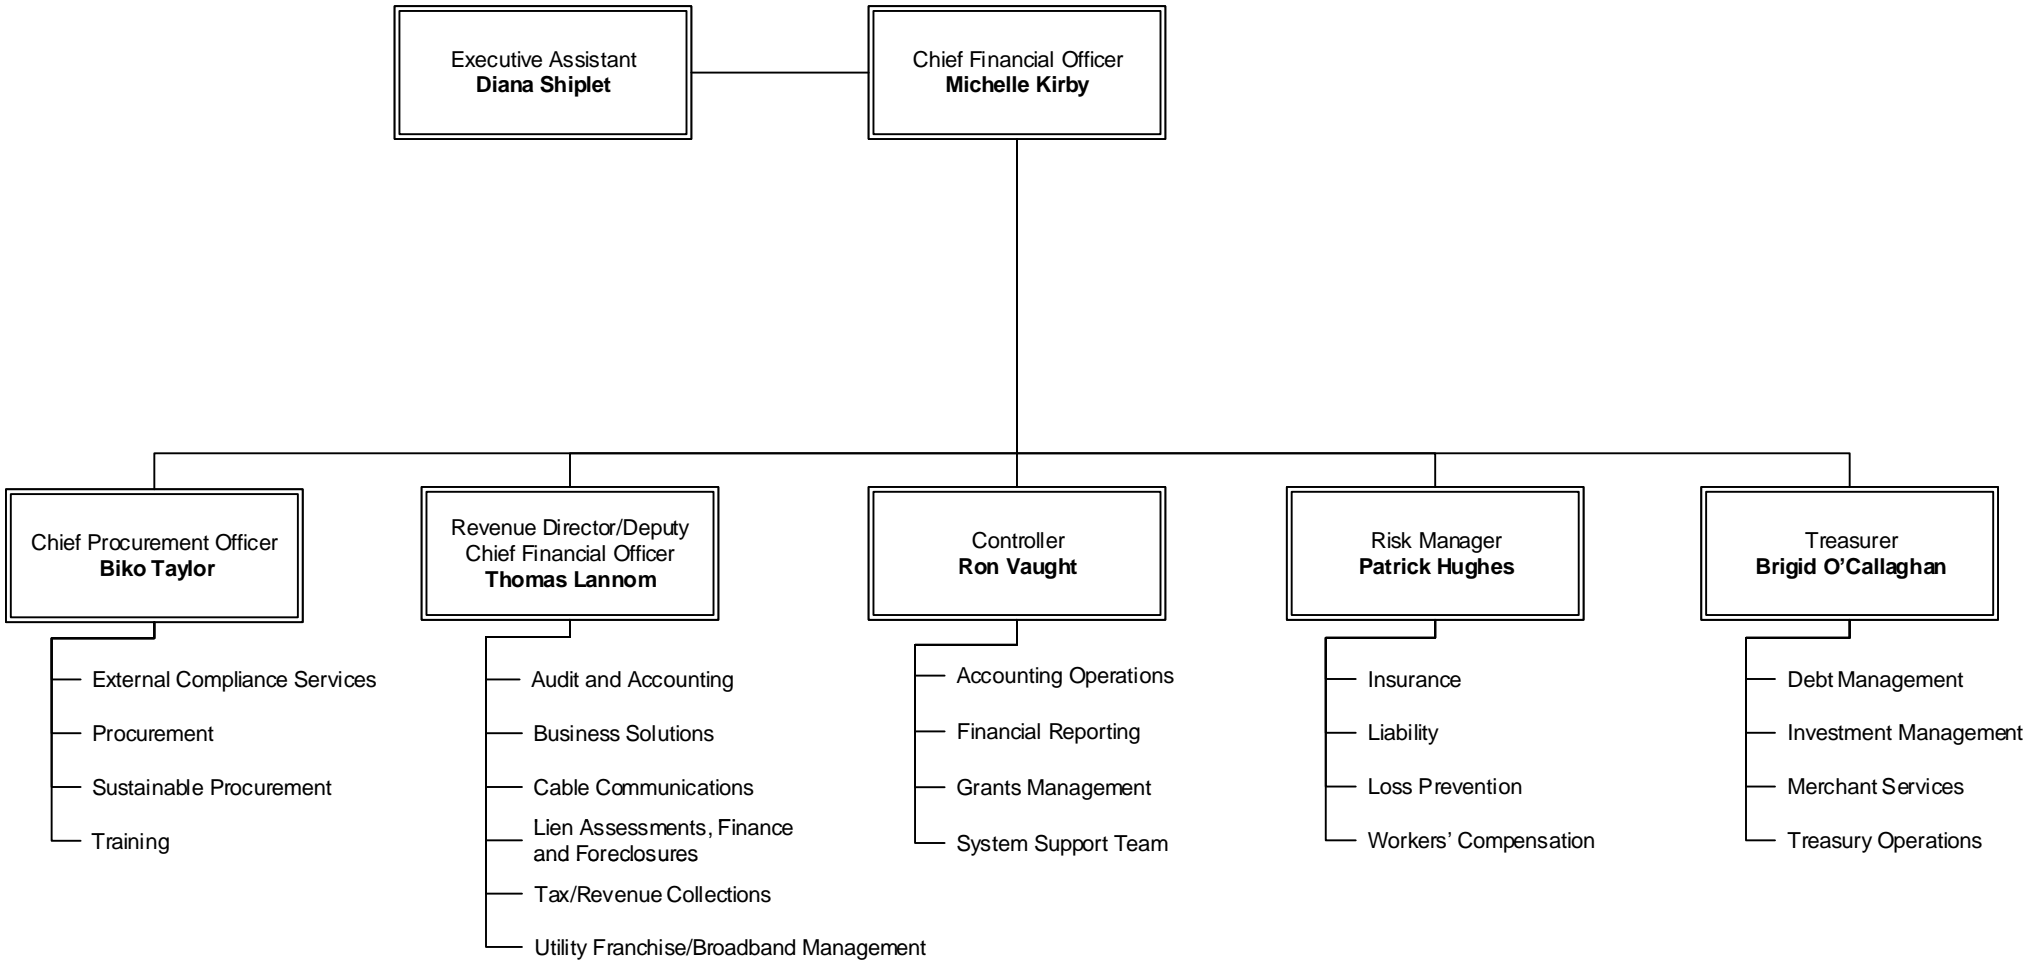 Executive Assistant
Diana Shiplet
Chief Financial Officer
Michelle Kirby
Chief Procurement Officer
Biko Taylor
External Compliance Services
Procurement
Sustainable Procurement
Training
Revenue Director/Deputy
Chief Financial Officer
Thomas Lannom
Audit and Accounting
Business Solutions
Cable Communications
Lien Assessments, Finance
and Foreclosures
Tax/Revenue Collections
Utility Franchise/Broadband Management
Controller
Ron Vaught
Accounting Operations
Financial Reporting
Grants Management
System Support Team
Risk Manager
Patrick Hughes
Insurance
Liability
Loss Prevention
Workers’ Compensation
Treasurer
Brigid O’Callaghan
Debt Management
Investment Management
Merchant Services
Treasury Operations